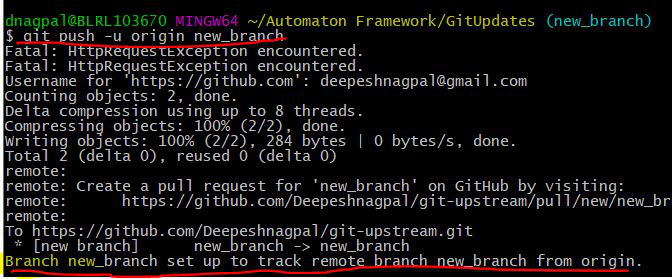 dnagpal@BLRL103670 MINGW64 ~/Automaton Framework/GitUpdates (new_branch)
$ git push -u origin new_branch
Fatal: HttpRequestException encountered.
Fatal: HttpRequestException encountered.
Username for 'https://github.com': deepeshnagpal@gmail.com
Counting objects: 2, done.
Delta compression using up to 8 threads.
Compressing objects: 100% (2/2), done.
Writing objects: 100% (2/2), 284 bytes | 0 bytes/s, done.
Total 2 (delta 0), reused 0 (delta 0)
remote:
remote: Create a pull request for 'new_branch' on GitHub by visiting:
remote:      https://github.com/Deepeshnagpal/git-upstream/pull/new/new_br
remote:
To https://github.com/Deepeshnagpal/git-upstream.git
 * [new branch]      new_branch -> new_branch
Branch new_branch set up to track remote branch new_branch from origin.